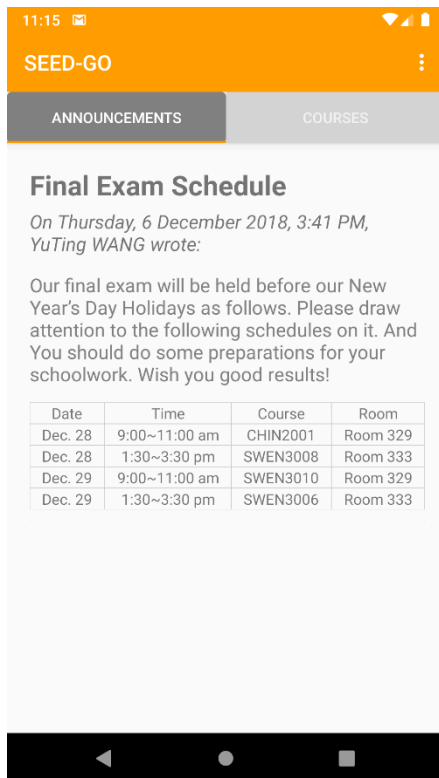 11:15
SEED-GO
ANNOUNCEMENTS COURSES
Final Exam Schedule
On Thursday, 6 December 2018, 3:41 PM,
YuTing WANG wrote:
Our final exam will be held before our New
Year's Day Holidays as follows. Please draw
attention to the following schedules on it. And
You should do some preparations for your
schoolwork. Wish you good results!
Date Time Course Room
Dec. 28 9:00~11:00 am CHIN2001 Room 329
Dec. 28 1:30~3:30 pm SWEN3008 Room 333
Dec. 29 9:00~11:00 am SWEN3010 Room 329
Dec. 29 1:30~3:30 pm SWEN3006 Room 333